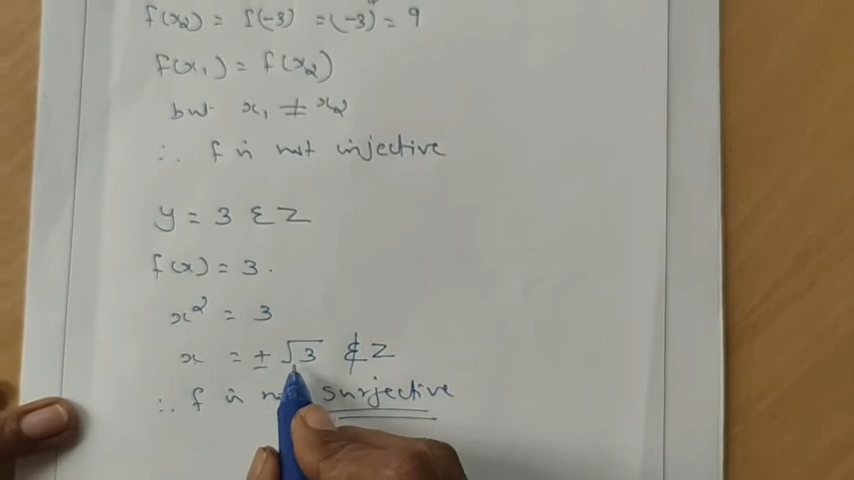 f(x₂) = f(-3) = (-3)² = 9
f(x₁) = f(x₂)
but x₁ ≠ x₂
∴ f is not injective
y = 3 ∈ Z
f(x) = 3.
x² = 3
x = ± √3 ∉ Z
∴ f is surjective